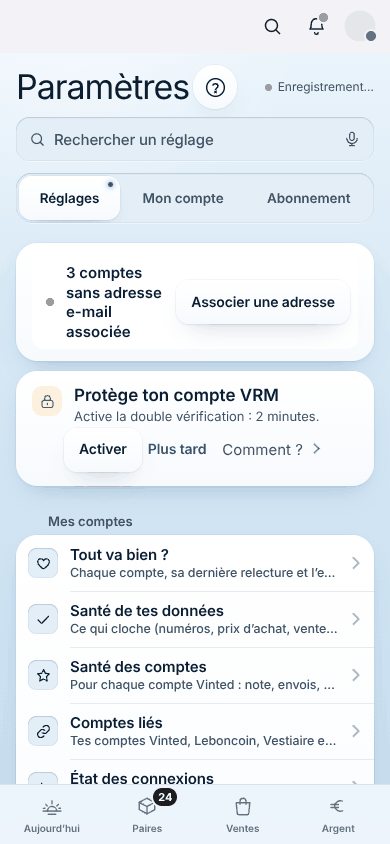 Paramètres
Enregistrement...
Rechercher un réglage
Réglages
Mon compte
Abonnement
3 comptes
sans adresse
e-mail
associée
Associer une adresse
Protège ton compte VRM
Active la double vérification : 2 minutes.
Activer
Plus tard
Comment ?
Mes comptes
Tout va bien ?
Chaque compte, sa dernière relecture et l'e...
Santé de tes données
Ce qui cloche (numéros, prix d'achat, vente...
Santé des comptes
Pour chaque compte Vinted : note, envois, ...
Comptes liés
Tes comptes Vinted, Leboncoin, Vestiaire e...
État des connexions
24
Aujourd'hui
Paires
Ventes
Argent